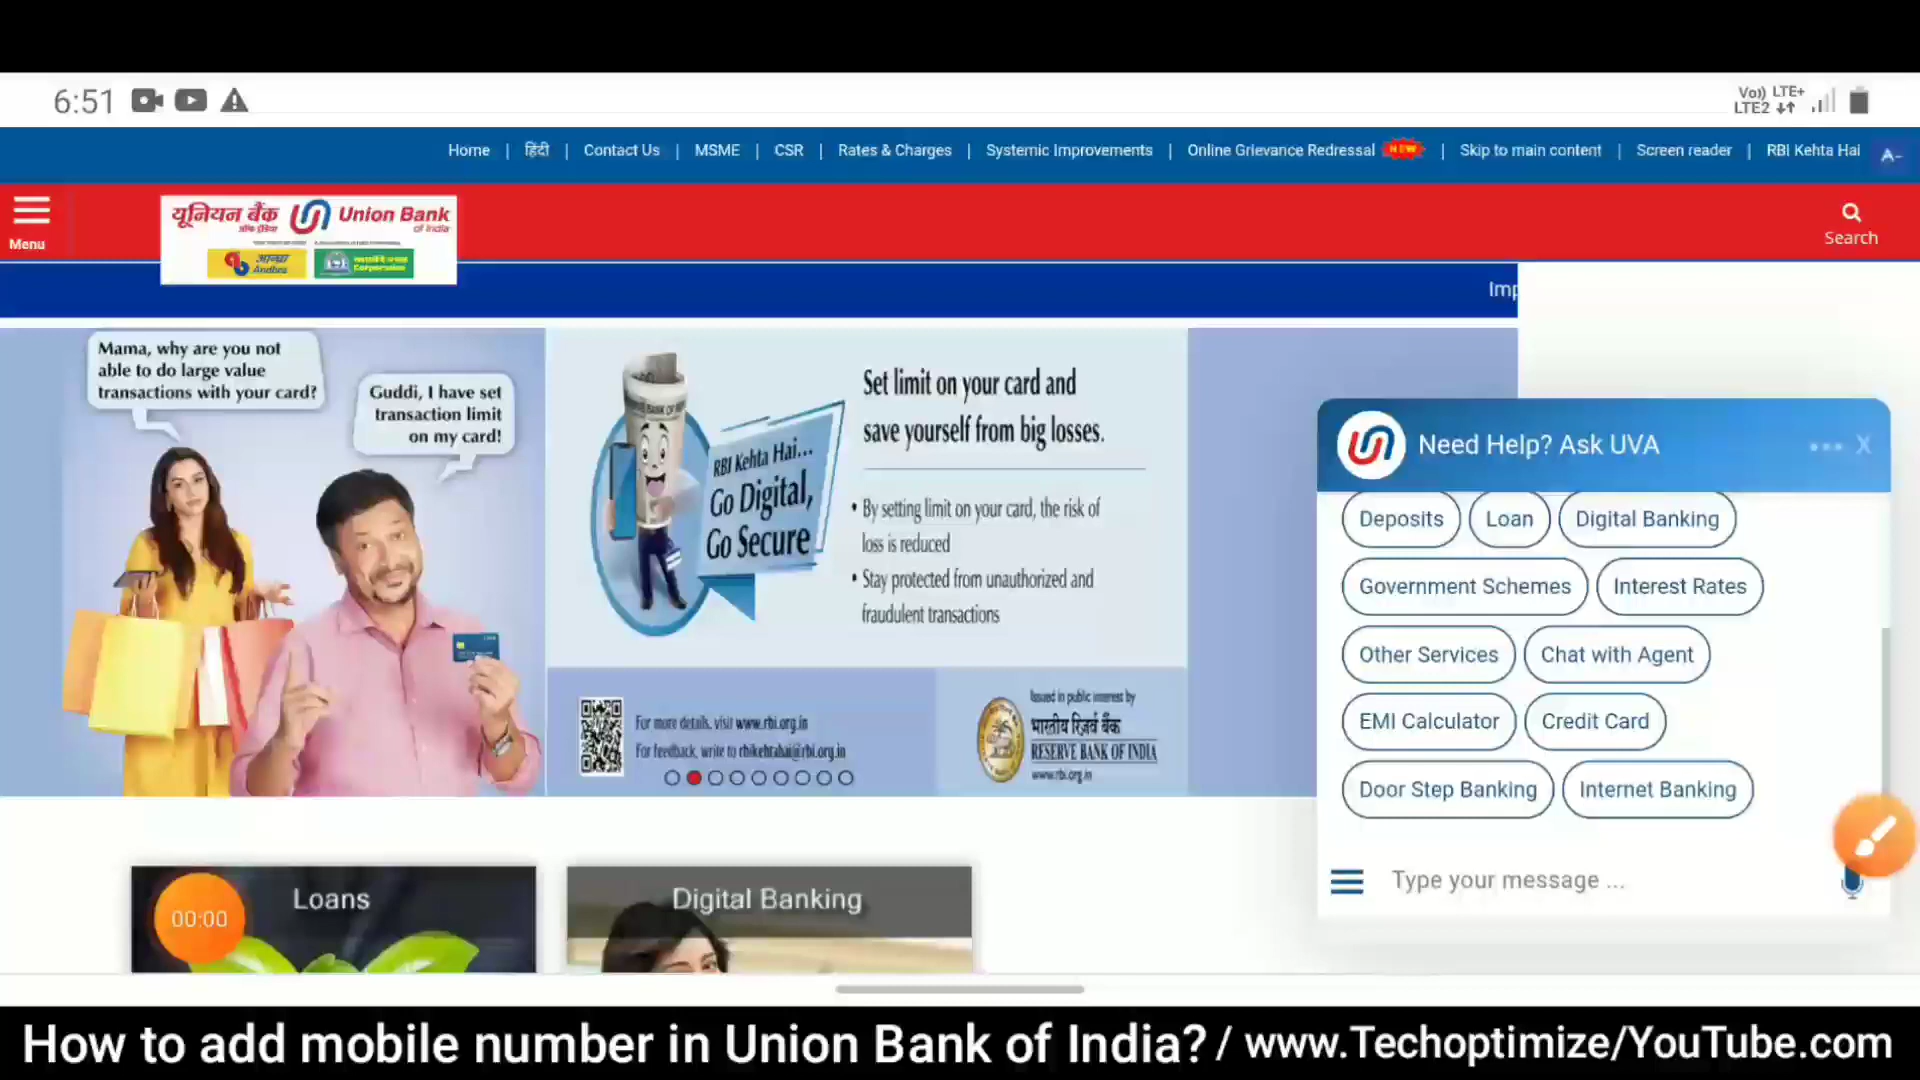 6:51
Vo)) LTE+
LTE2
Home | हिंदी | Contact Us | MSME | CSR | Rates & Charges | Systemic Improvements | Online Grievance Redressal NEW | Skip to main content | Screen reader | RBI Kehta Hai A-
Menu
यूनियन बैंक Union Bank
ऑफ इंडिया of India
आन्ध्रा Andhra
Corporation
Search
Imp
Mama, why are you not
able to do large value
transactions with your card?
Guddi, I have set
transaction limit
on my card!
RBI Kehta Hai...
Go Digital,
Go Secure
Set limit on your card and
save yourself from big losses.
• By setting limit on your card, the risk of
loss is reduced
• Stay protected from unauthorized and
fraudulent transactions
For more details, visit www.rbi.org.in
For feedback, write to rbikehtahai@rbi.org.in
Issued in public interest by
भारतीय रिज़र्व बैंक
RESERVE BANK OF INDIA
www.rbi.org.in
Need Help? Ask UVA
X
Deposits
Loan
Digital Banking
Government Schemes
Interest Rates
Other Services
Chat with Agent
EMI Calculator
Credit Card
Door Step Banking
Internet Banking
Type your message ...
00:00
Loans
Digital Banking
How to add mobile number in Union Bank of India? / www.Techoptimize/YouTube.com